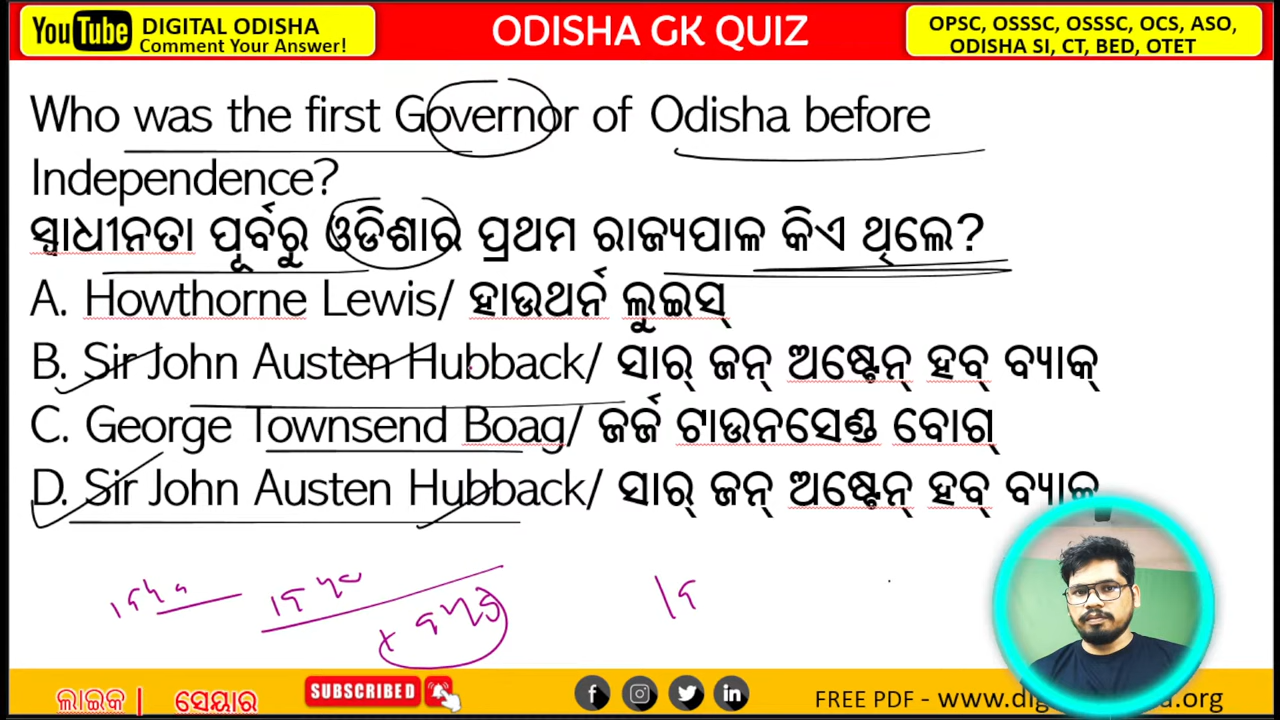 YouTube DIGITAL ODISHA
Comment Your Answer!
ODISHA GK QUIZ
OPSC, OSSSC, OSSSC, OCS, ASO,
ODISHA SI, CT, BED, OTET
Who was the first Governor of Odisha before
Independence?
ସ୍ୱାଧୀନତା ପୂର୍ବରୁ ଓଡିଶାର ପ୍ରଥମ ରାଜ୍ୟପାଳ କିଏ ଥିଲେ?
A. Howthorne Lewis/ ହାଉଥର୍ନ ଲୁଇସ୍
B. Sir John Austen Hubback/ ସାର୍ ଜନ୍ ଅଷ୍ଟେନ୍ ହବ୍ ବ୍ୟାକ୍
C. George Townsend Boag/ ଜର୍ଜ ଟାଉନସେଣ୍ଡ ବୋଗ୍
D. Sir John Austen Hubback/ ସାର୍ ଜନ୍ ଅଷ୍ଟେନ୍ ହବ୍
ଲାଇକ | ସେୟାର
SUBSCRIBED
FREE PDF -